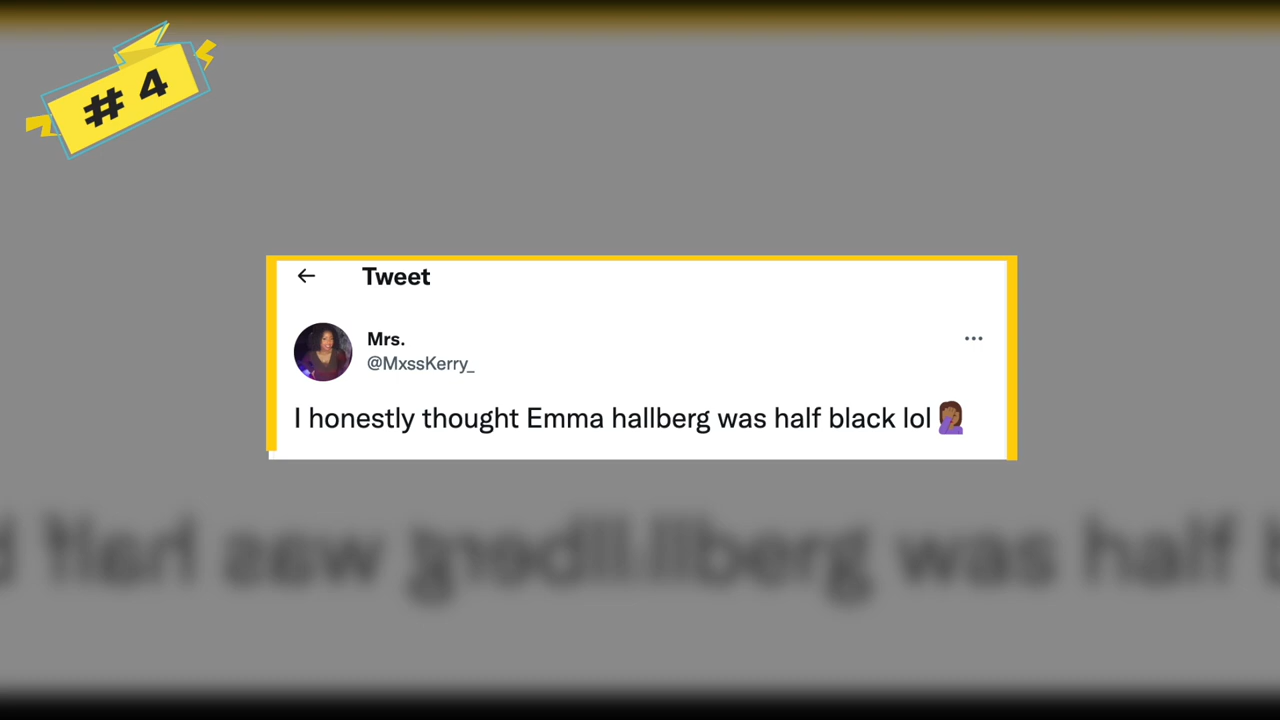 # 4
Tweet
Mrs.
@MxssKerry_
I honestly thought Emma hallberg was half black lol🤦🏾‍♀️